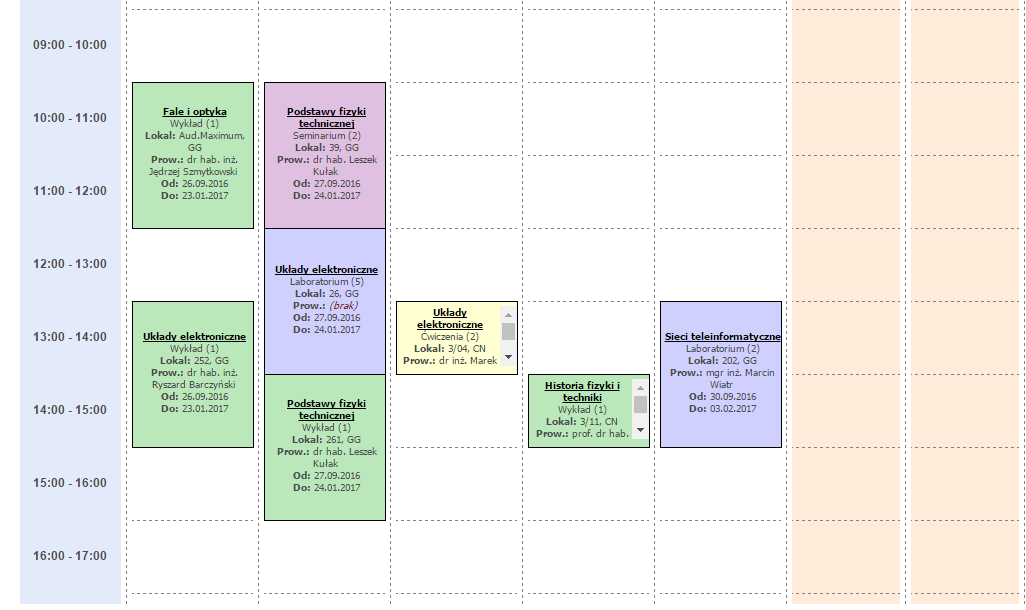 09:00 - 10:00
10:00 - 11:00
11:00 - 12:00
12:00 - 13:00
13:00 - 14:00
14:00 - 15:00
15:00 - 16:00
16:00 - 17:00
Fale i optyka
Wykład (1)
Lokal: Aud.Maximum,
GG
Prow.: dr hab. inż.
Jędrzej Szmytkowski
Od: 26.09.2016
Do: 23.01.2017
Układy elektroniczne
Wykład (1)
Lokal: 252, GG
Prow.: dr hab. inż.
Ryszard Barczyński
Od: 26.09.2016
Do: 23.01.2017
Podstawy fizyki
technicznej
Seminarium (2)
Lokal: 39, GG
Prow.: dr hab. Leszek
Kułak
Od: 27.09.2016
Do: 24.01.2017
Układy elektroniczne
Laboratorium (5)
Lokal: 26, GG
Prow.: (brak)
Od: 27.09.2016
Do: 24.01.2017
Podstawy fizyki
technicznej
Wykład (1)
Lokal: 261, GG
Prow.: dr hab. Leszek
Kułak
Od: 27.09.2016
Do: 24.01.2017
Układy
elektroniczne
Ćwiczenia (2)
Lokal: 3/04, CN
Prow.: dr inż. Marek
Historia fizyki i
techniki
Wykład (1)
Lokal: 3/11, CN
Prow.: prof. dr hab.
Sieci teleinformatyczne
Laboratorium (2)
Lokal: 202, GG
Prow.: mgr inż. Marcin
Wiatr
Od: 30.09.2016
Do: 03.02.2017